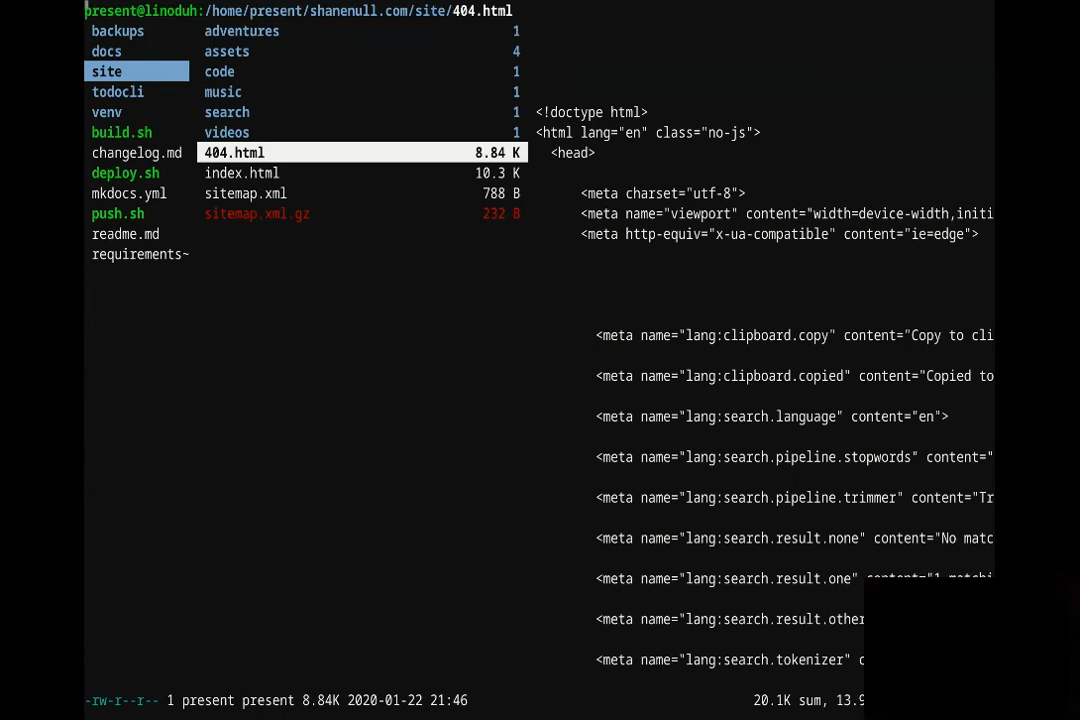 present@linoduh:/home/present/shanenull.com/site/404.html
backups
docs
site
todocli
venv
build.sh
changelog.md
deploy.sh
mkdocs.yml
push.sh
readme.md
requirements~
adventures 1
assets 4
code 1
music 1
search 1
videos 1
404.html 8.84 K
index.html 10.3 K
sitemap.xml 788 B
sitemap.xml.gz 232 B
<!doctype html>
<html lang="en" class="no-js">
<head>
<meta charset="utf-8">
<meta name="viewport" content="width=device-width,initi
<meta http-equiv="x-ua-compatible" content="ie=edge">
<meta name="lang:clipboard.copy" content="Copy to cli
<meta name="lang:clipboard.copied" content="Copied to
<meta name="lang:search.language" content="en">
<meta name="lang:search.pipeline.stopwords" content="
<meta name="lang:search.pipeline.trimmer" content="Tr
<meta name="lang:search.result.none" content="No matc
<meta name="lang:search.result.one" content="1 matchi
<meta name="lang:search.result.other
<meta name="lang:search.tokenizer" c
-rw-r--r-- 1 present present 8.84K 2020-01-22 21:46
20.1K sum, 13.9